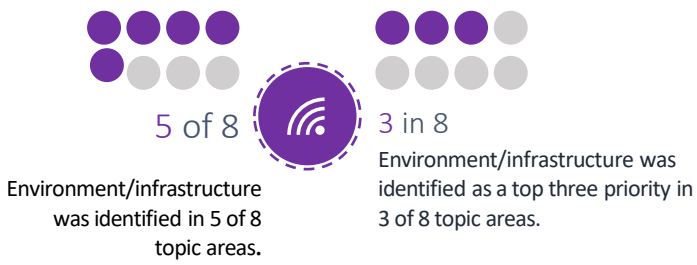 5 of 8
Environment/infrastructure
was identified in 5 of 8
topic areas.
3 in 8
Environment/infrastructure was
identified as a top three priority in
3 of 8 topic areas.